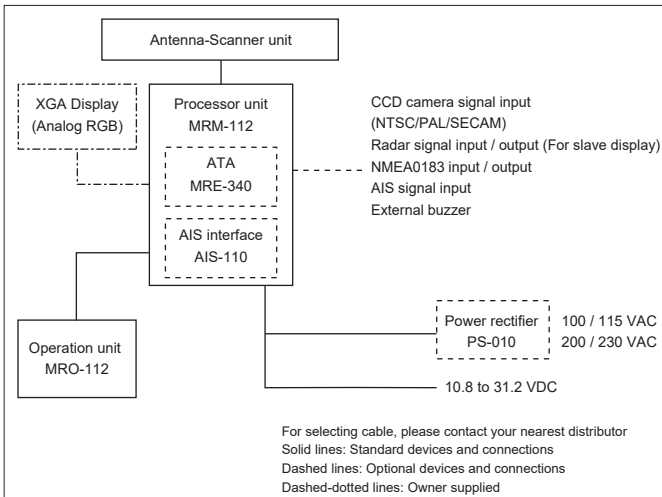 Antenna-Scanner unit
XGA Display
(Analog RGB)
Processor unit
MRM-112
ATA
MRE-340
AIS interface
AIS-110
CCD camera signal input
(NTSC/PAL/SECAM)
Radar signal input / output (For slave display)
NMEA0183 input / output
AIS signal input
External buzzer
Operation unit
MRO-112
Power rectifier
PS-010
100 / 115 VAC
200 / 230 VAC
10.8 to 31.2 VDC
For selecting cable, please contact your nearest distributor
Solid lines: Standard devices and connections
Dashed lines: Optional devices and connections
Dashed-dotted lines: Owner supplied